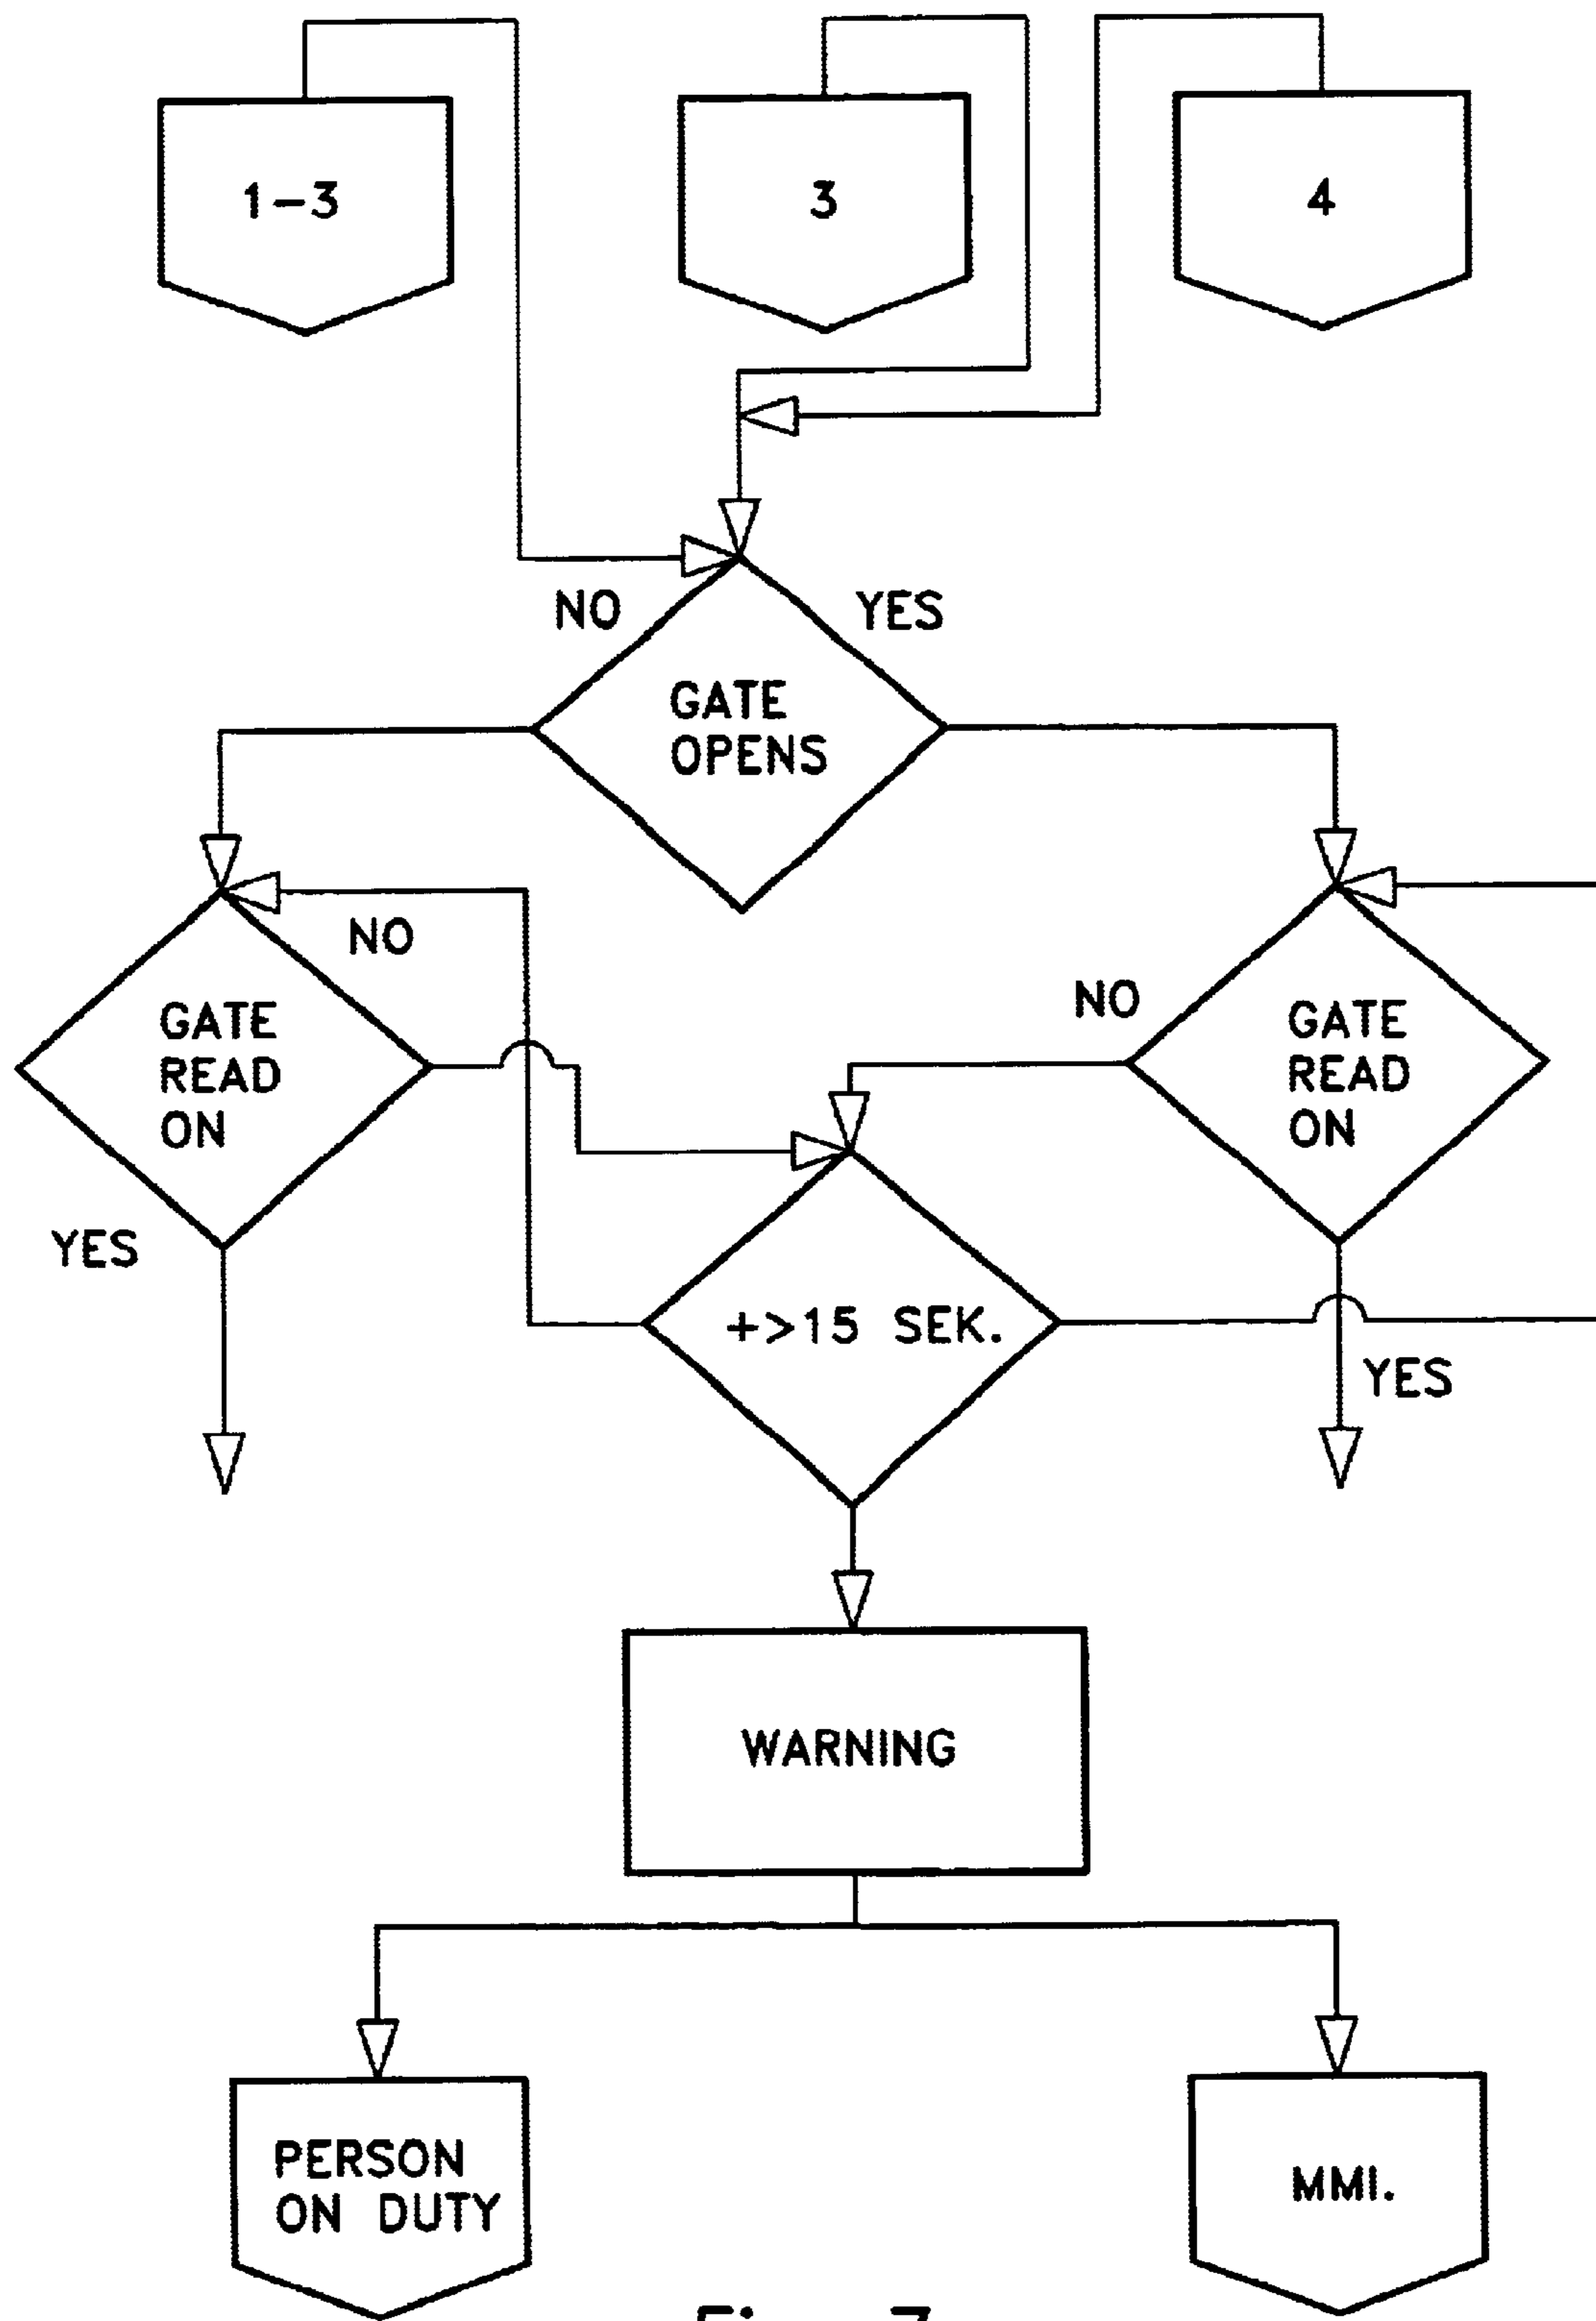 1-3
3
4
NO
YES
GATE
OPENS
NO
GATE
READ
ON
YES
NO
GATE
READ
ON
+>15 SEK.
YES
WARNING
PERSON
ON DUTY
MMI.